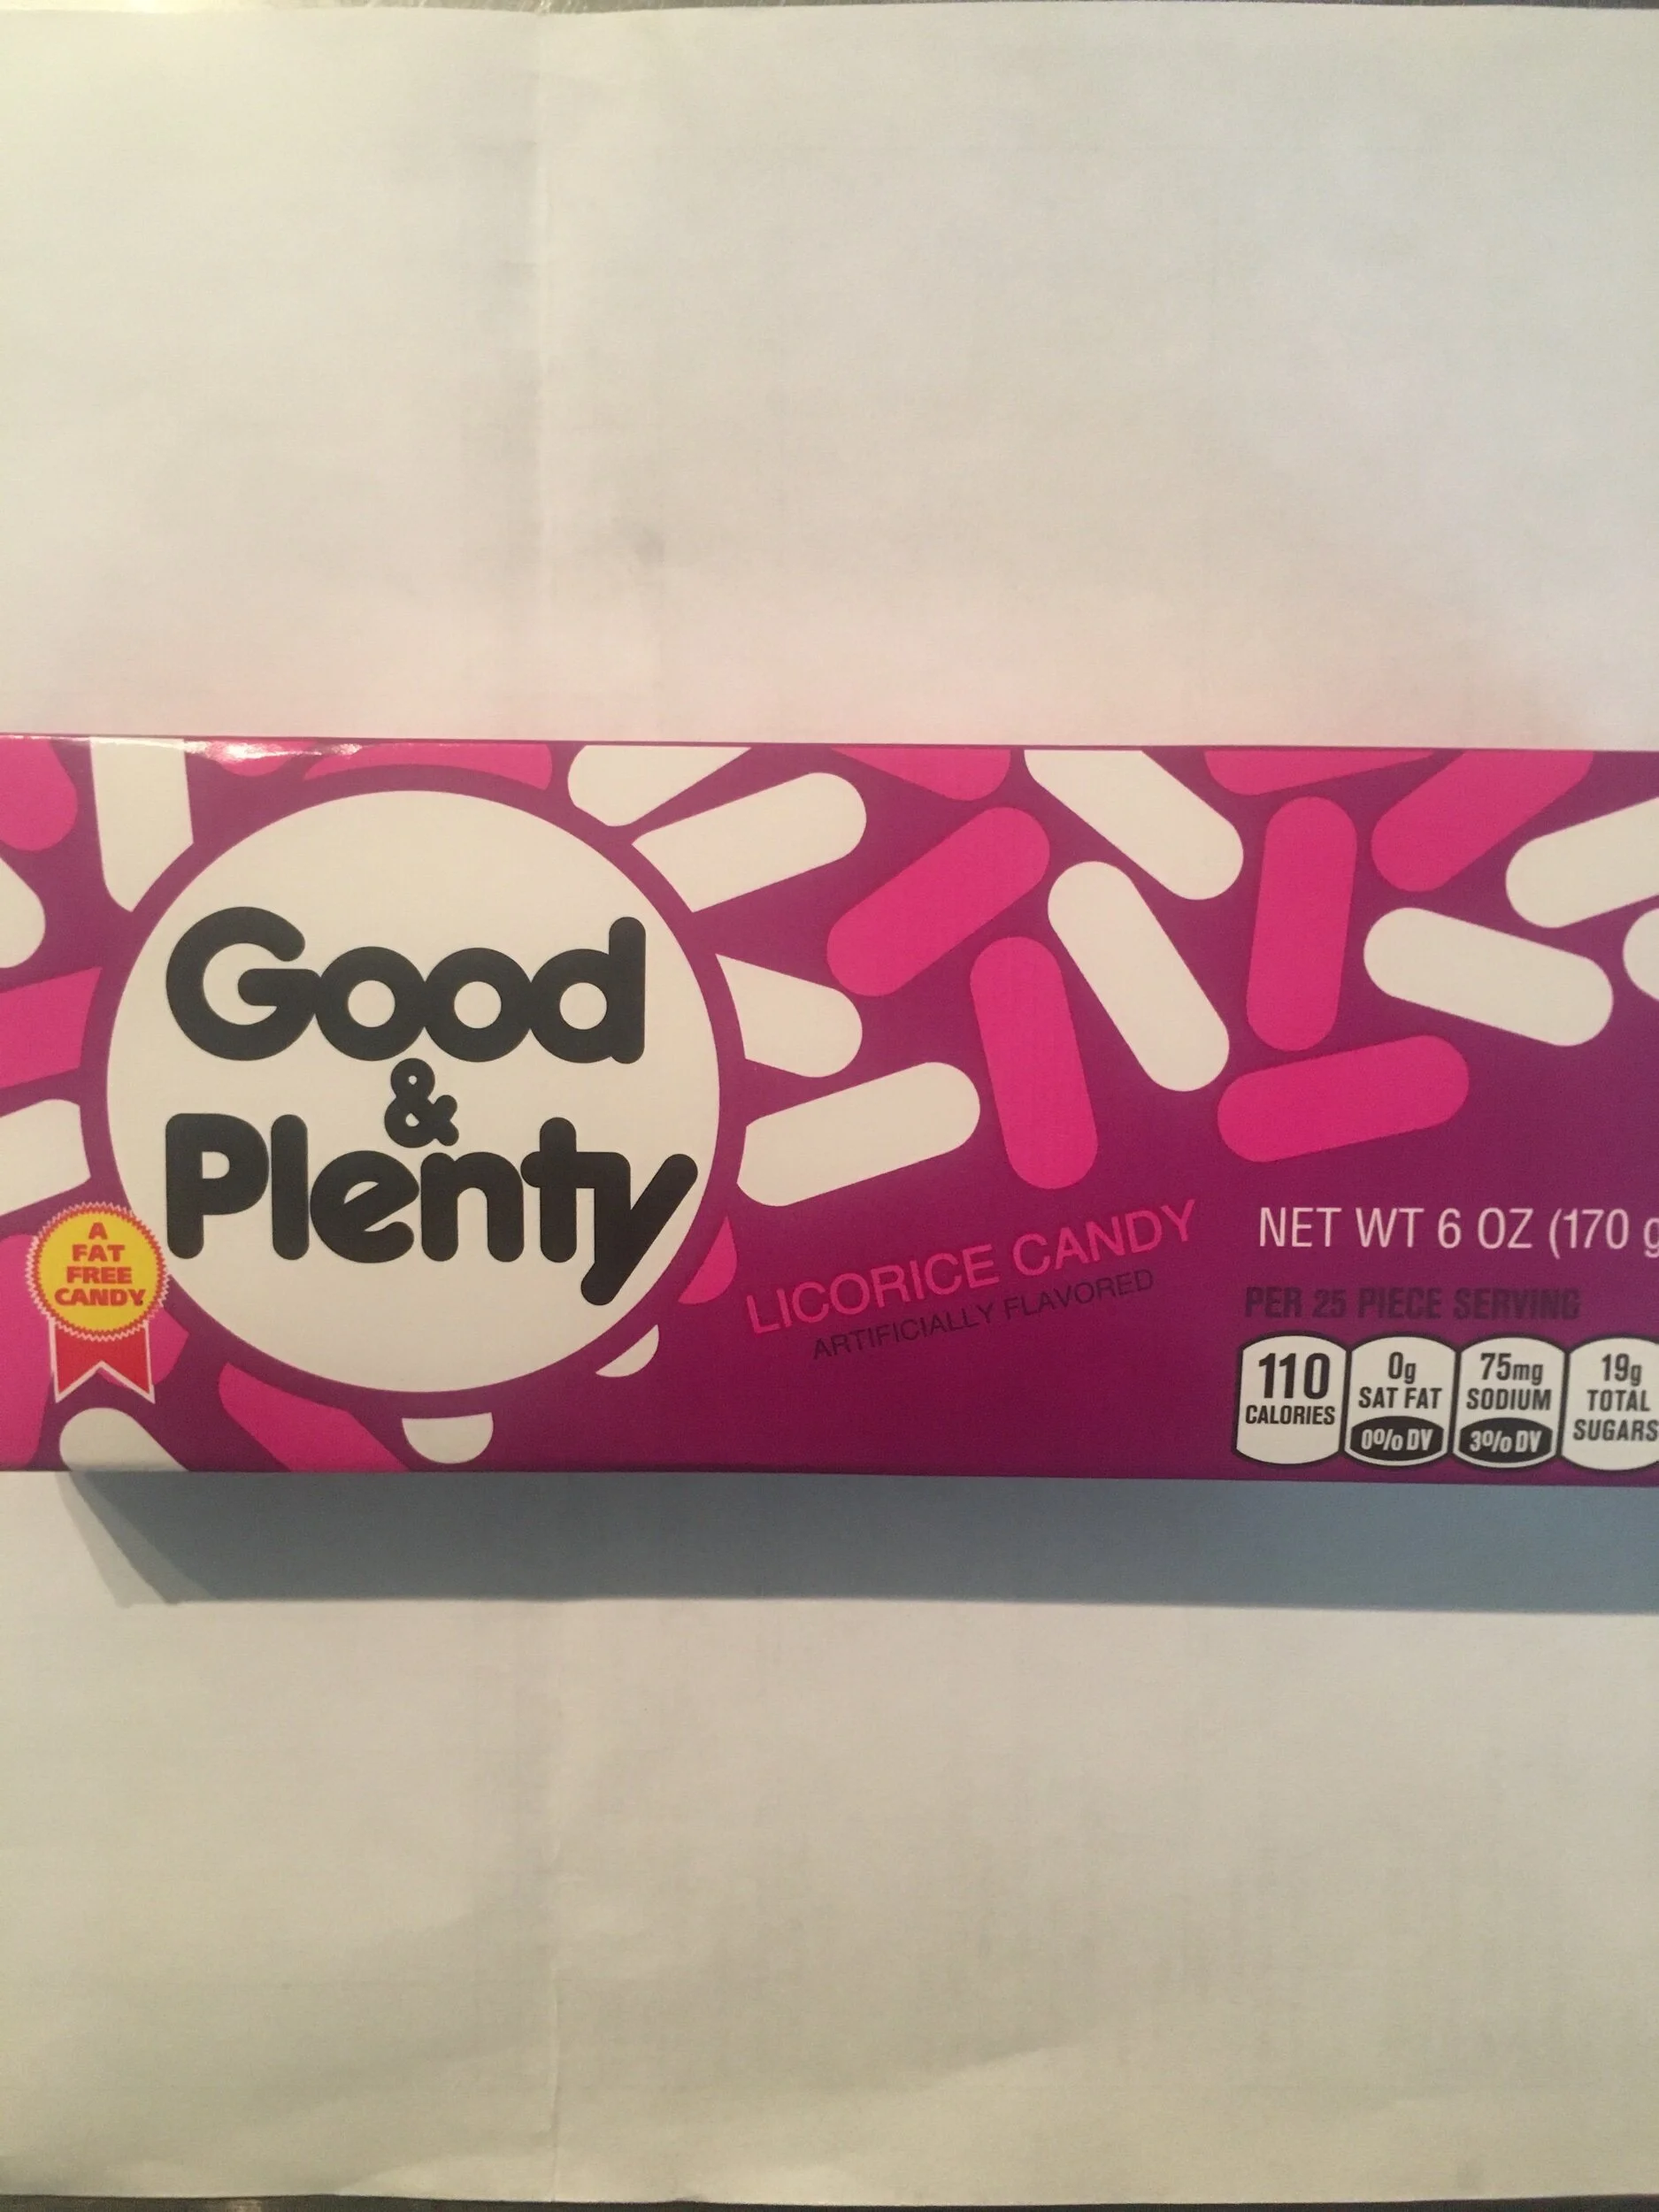 Good
&
Plenty
A
FAT
FREE
CANDY
LICORICE CANDY
ARTIFICIALLY FLAVORED
NET WT 6 OZ (170 g
PER 25 PIECE SERVING
110
CALORIES
0g
SAT FAT
0% DV
75mg
SODIUM
3% DV
19g
TOTAL
SUGARS